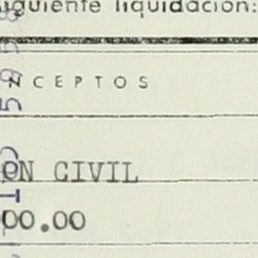 iguiente liquidación:
NCEPTOS
ON CIVIL
00.00